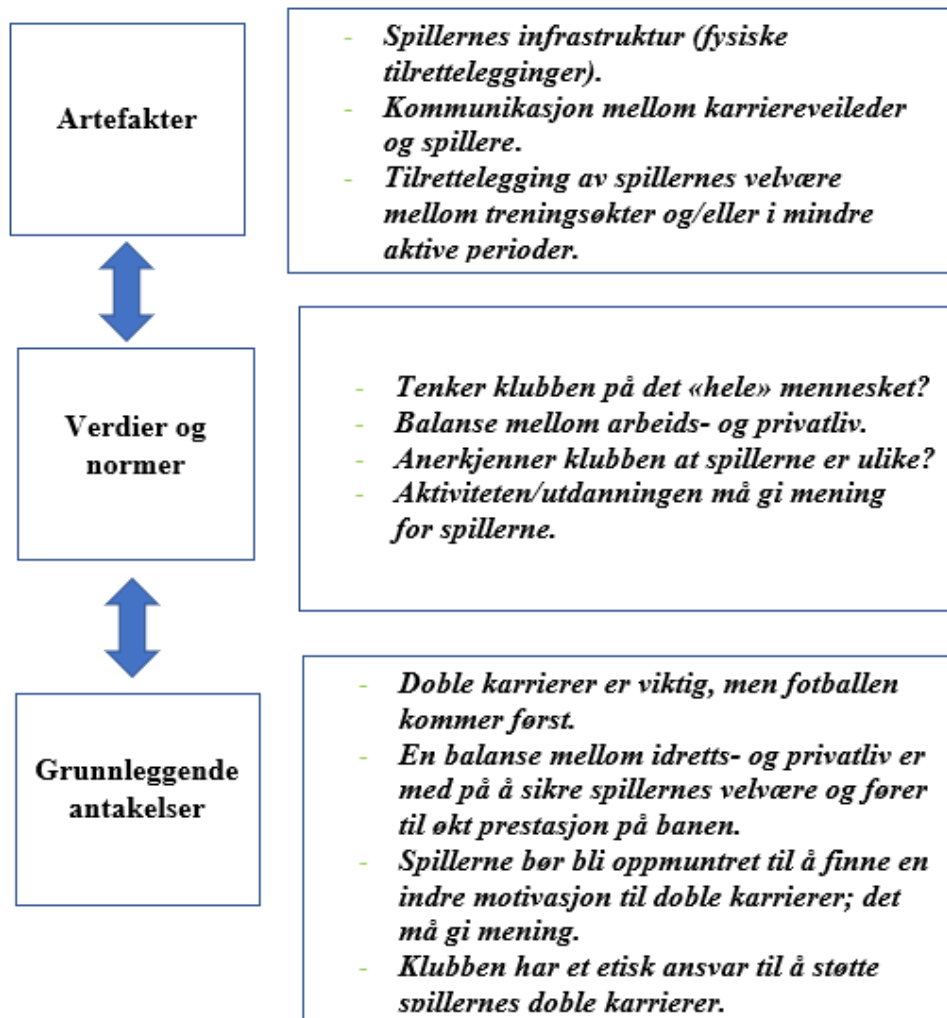 Artefakter
- Spillernes infrastruktur (fysiske
tilrettelegginger).
- Kommunikasjon mellom karriereveileder
og spillere.
- Tilrettelegging av spillernes velvære
mellom treningsøkter og/eller i mindre
aktive perioder.
Verdier og
normer
- Tenker klubben på det «hele» mennesket?
- Balanse mellom arbeids- og privatliv.
- Anerkjenner klubben at spillerne er ulike?
- Aktiviteten/utdanningen må gi mening
for spillerne.
Grunnleggende
antakelser
- Doble karrierer er viktig, men fotballen
kommer først.
- En balanse mellom idretts- og privatliv er
med på å sikre spillernes velvære og fører
til økt prestasjon på banen.
- Spillerne bør bli oppmuntret til å finne en
indre motivasjon til doble karrierer; det
må gi mening.
- Klubben har et etisk ansvar til å støtte
spillernes doble karrierer.